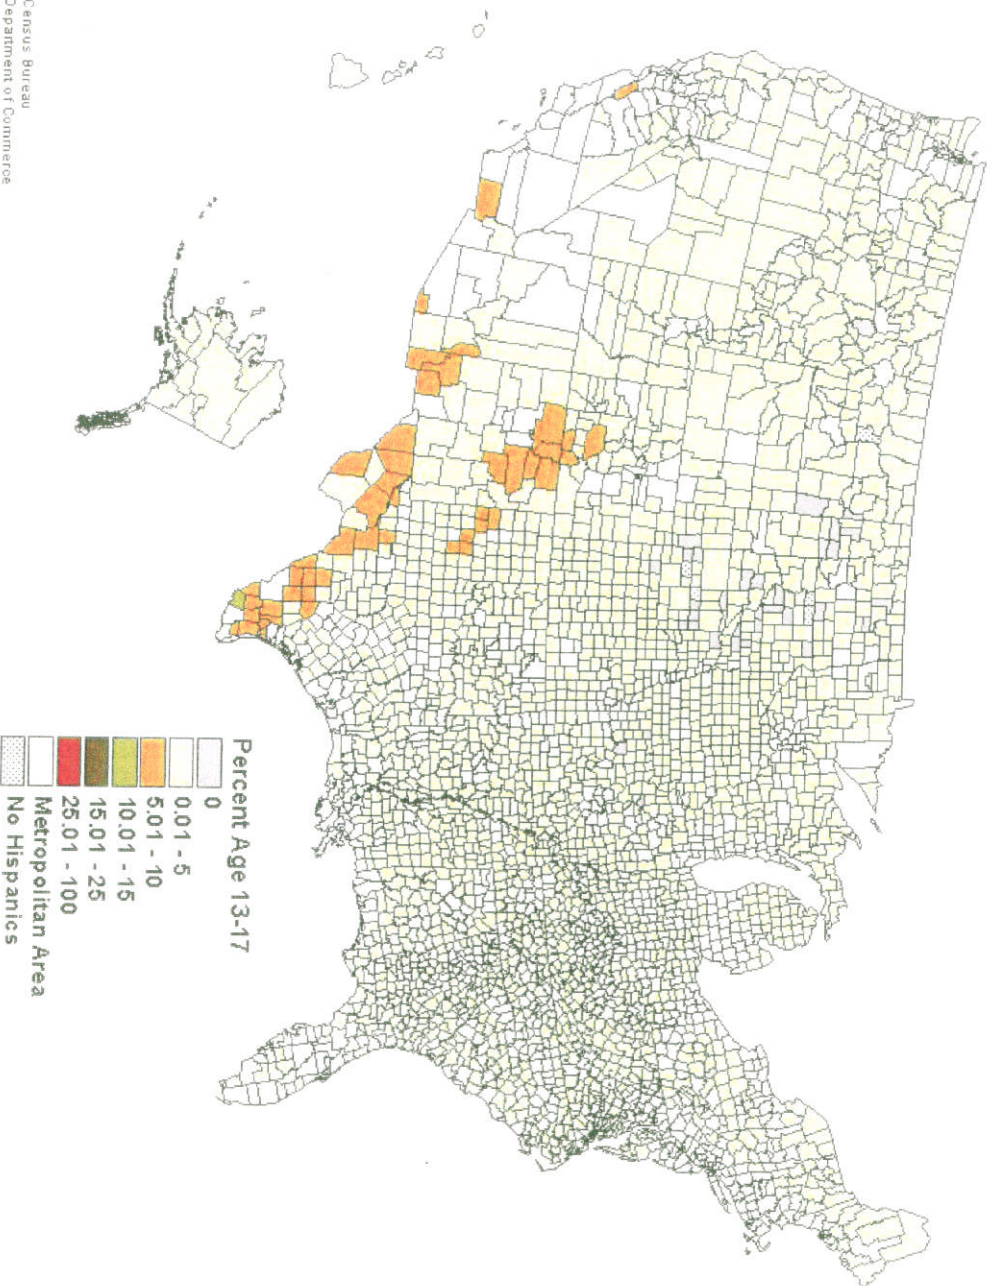 Percent Age 13-17
0
0.01 - 5
5.01 - 10
10.01 - 15
15.01 - 25
25.01 - 100
Metropolitan Area
No Hispanics
Census Bureau
Department of Commerce